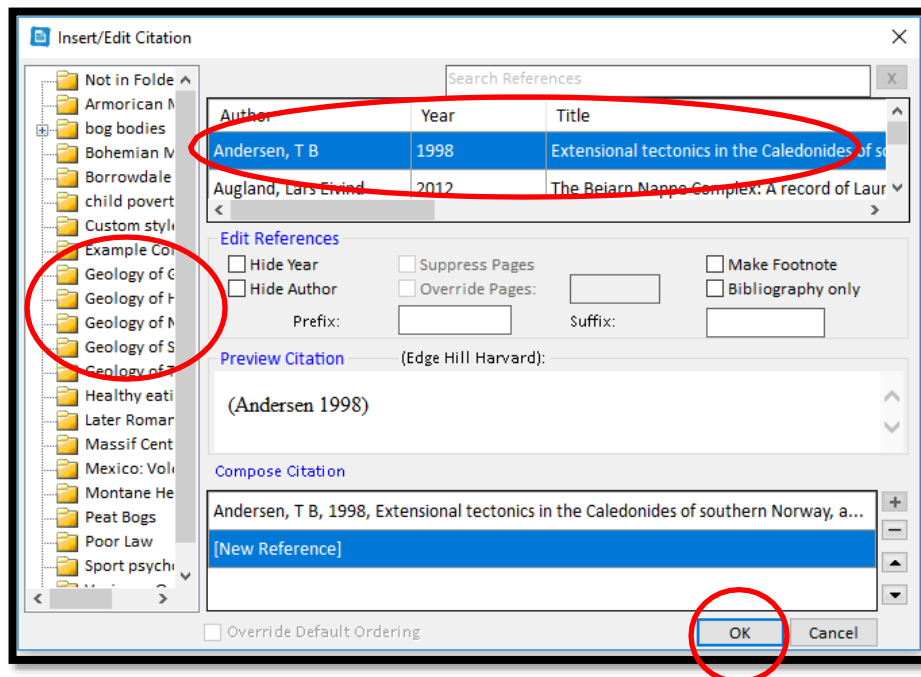 Insert/Edit Citation
Not in Folde
Armorican M
bog bodies
Bohemian M
Borrowdale
child povert
Custom style
Example Col
Geology of G
Geology of H
Geology of N
Geology of S
Geology of T
Healthy eati
Later Roman
Massif Cent
Mexico: Vol
Montane He
Peat Bogs
Poor Law
Sport psych
Search References
X
Author Year Title
Andersen, T B 1998 Extensional tectonics in the Caledonides of so
Augland, Lars Eivind 2012 The Beiarn Nappe Complex: A record of Laur
Edit References
Hide Year Suppress Pages Make Footnote
Hide Author Override Pages: Bibliography only
Prefix: Suffix:
Preview Citation (Edge Hill Harvard):
(Andersen 1998)
Compose Citation
Andersen, T B, 1998, Extensional tectonics in the Caledonides of southern Norway, a...
[New Reference]
Override Default Ordering
OK Cancel